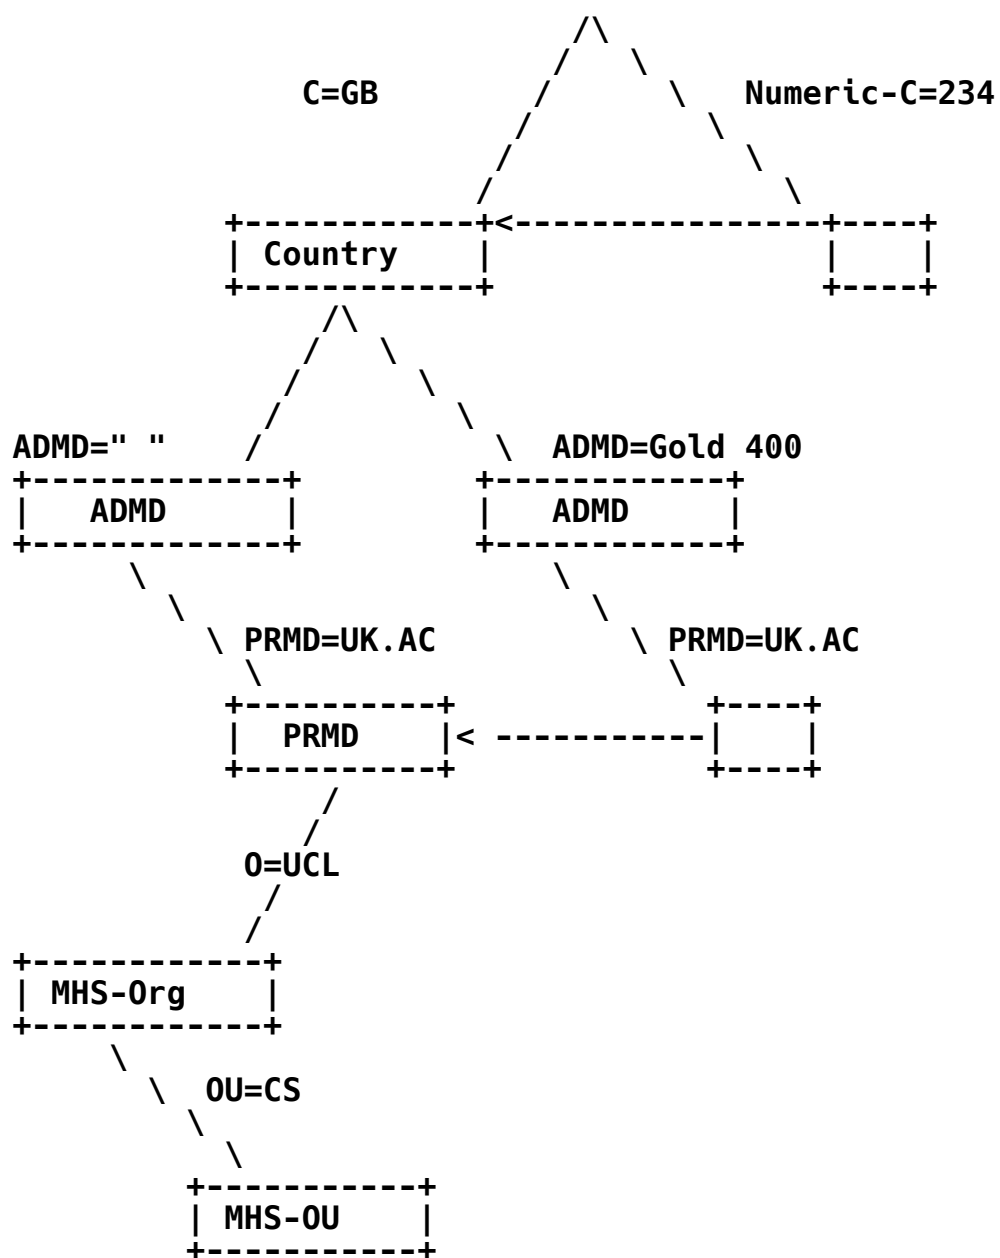 C=GB Numeric-C=234
Country
ADMD=" " ADMD=Gold 400
ADMD ADMD
PRMD=UK.AC PRMD=UK.AC
PRMD
O=UCL
MHS-Org
OU=CS
MHS-OU